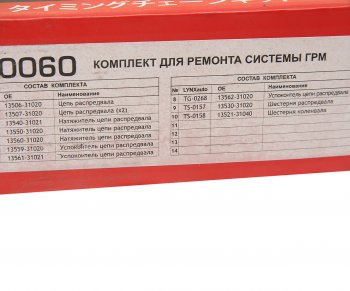 タイミングチェーンキット
0060 КОМПЛЕКТ ДЛЯ РЕМОНТА СИСТЕМЫ ГРМ
СОСТАВ КОМПЛЕКТА
OE Наименование
13506-31020 Цепь распредвала
13507-31020 Цепь распредвала (x2)
13540-31021 Натяжитель цепи распредвала
13550-31020 Натяжитель цепи распредвала
13560-31020 Натяжитель цепи распредвала
13559-31020 Успокоитель цепи распредвала
13561-31021 Успокоитель цепи распредвала
СОСТАВ КОМПЛЕКТА
№ LYNXauto OE Наименование
8 TG-0268 13562-31020 Успокоитель цепи распредвала
9 TS-0157 13530-31020 Шестерня распредвала
10 TS-0158 13521-31040 Шестерня коленвала
11
12
13
14